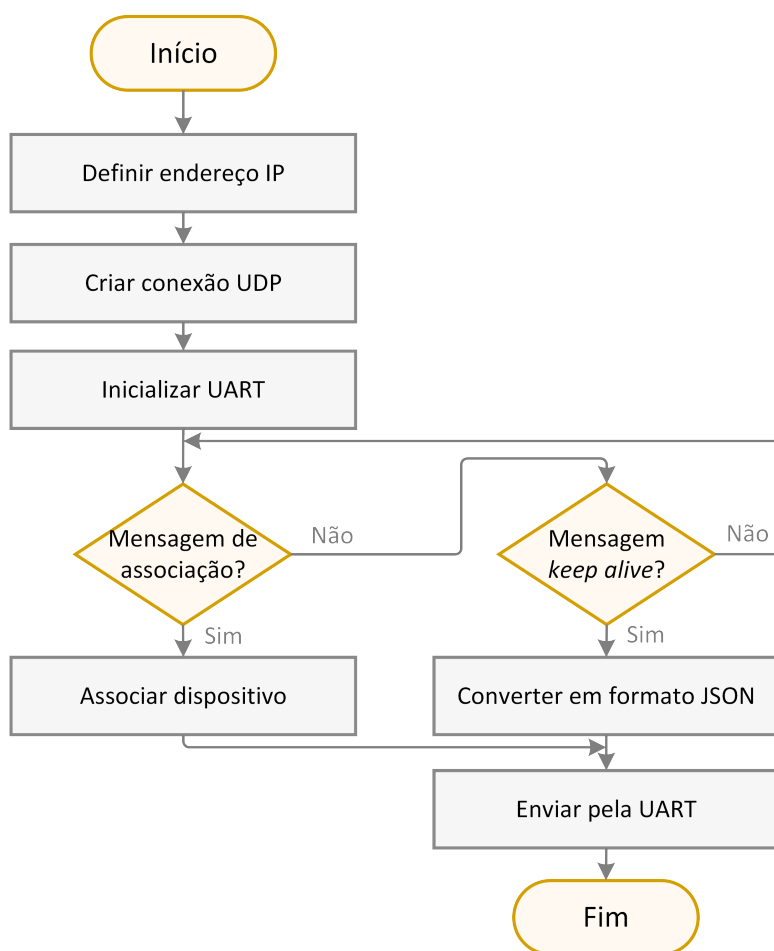 Início
Definir endereço IP
Criar conexão UDP
Inicializar UART
Mensagem de
associação?
Não
Mensagem
keep alive?
Não
Sim
Sim
Associar dispositivo
Converter em formato JSON
Enviar pela UART
Fim